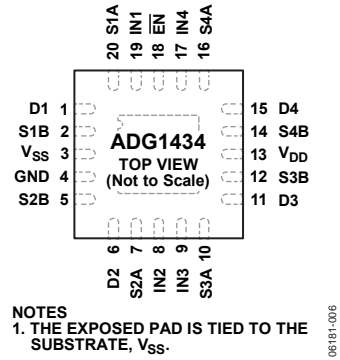 20 S1A
19 IN1
18 EN
17 IN4
16 S4A
D1 1
S1B 2
VSS 3
GND 4
S2B 5
ADG1434
TOP VIEW
(Not to Scale)
15 D4
14 S4B
13 VDD
12 S3B
11 D3
D2 6
S2A 7
IN2 8
IN3 9
S3A 10
NOTES
1. THE EXPOSED PAD IS TIED TO THE
SUBSTRATE, VSS.
06181-006